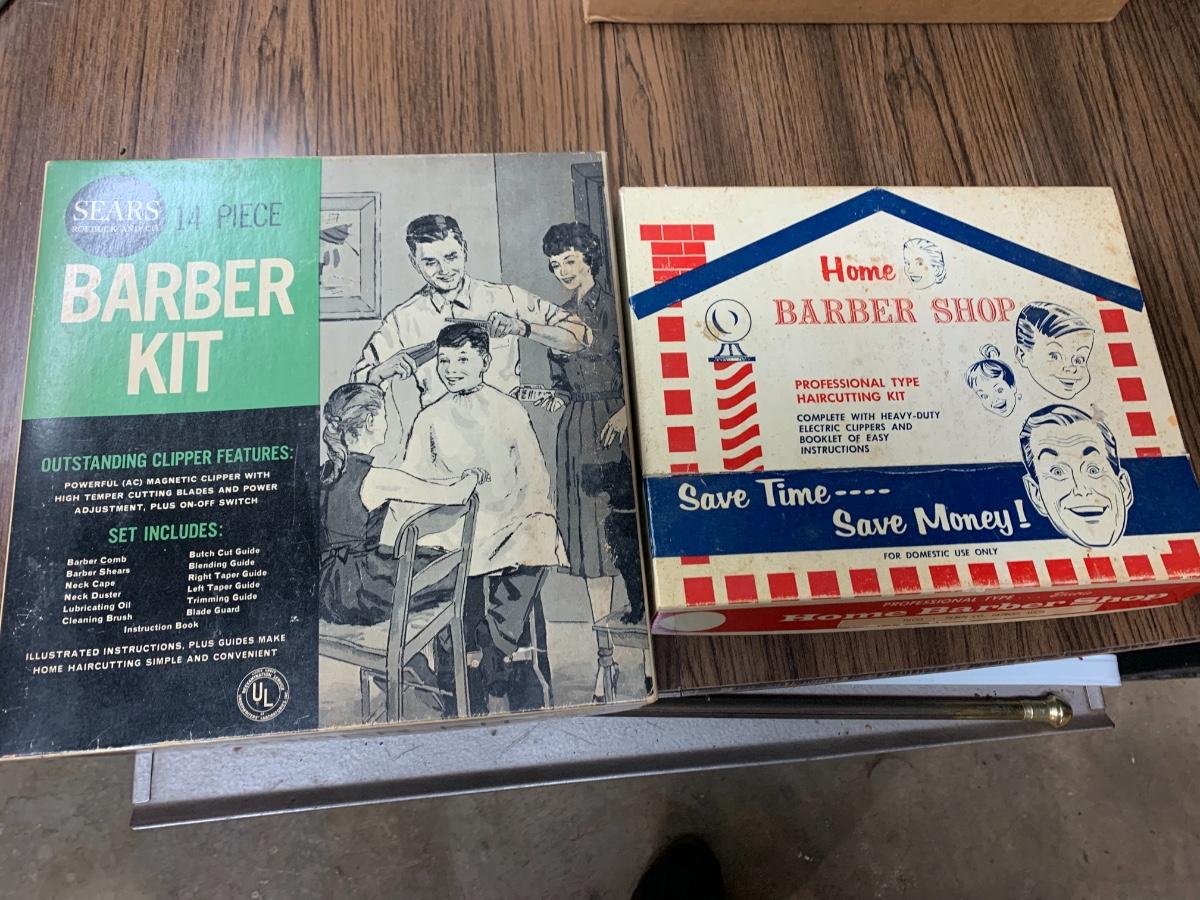 SEARS
ROEBUCK AND CO.
14 PIECE
BARBER
KIT
OUTSTANDING CLIPPER FEATURES:
POWERFUL (AC) MAGNETIC CLIPPER WITH
HIGH TEMPER CUTTING BLADES AND POWER
ADJUSTMENT, PLUS ON-OFF SWITCH
SET INCLUDES:
Barber Comb
Barber Shears
Neck Cape
Neck Duster
Lubricating Oil
Cleaning Brush
Butch Cut Guide
Blending Guide
Right Taper Guide
Left Taper Guide
Trimming Guide
Blade Guard
Instruction Book
ILLUSTRATED INSTRUCTIONS, PLUS GUIDES MAKE
HOME HAIRCUTTING SIMPLE AND CONVENIENT
UL
Home
BARBER SHOP
PROFESSIONAL TYPE
HAIRCUTTING KIT
COMPLETE WITH HEAVY-DUTY
ELECTRIC CLIPPERS AND
BOOKLET OF EASY
INSTRUCTIONS
Save Time----
Save Money!
FOR DOMESTIC USE ONLY
PROFESSIONAL TYPE
Electric
Home Barber Shop